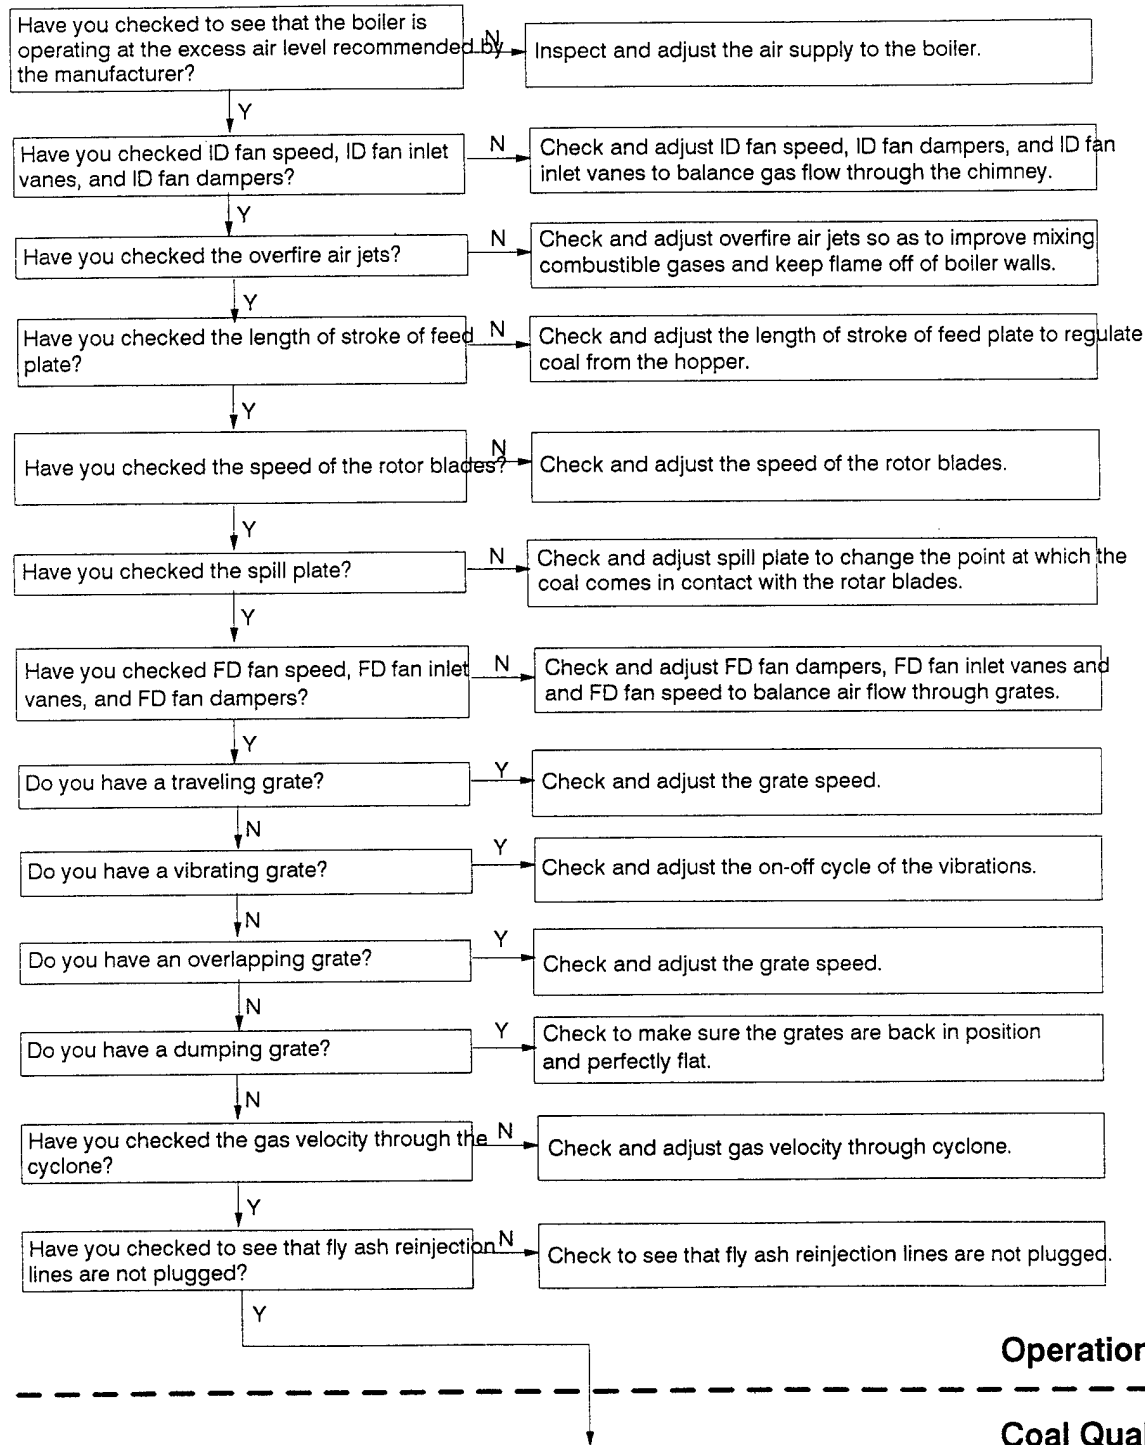 Have you checked to see that the boiler is
operating at the excess air level recommended by
the manufacturer?
N
Inspect and adjust the air supply to the boiler.
Y
Have you checked ID fan speed, ID fan inlet
vanes, and ID fan dampers?
N
Check and adjust ID fan speed, ID fan dampers, and ID fan
inlet vanes to balance gas flow through the chimney.
Y
Have you checked the overfire air jets?
N
Check and adjust overfire air jets so as to improve mixing
combustible gases and keep flame off of boiler walls.
Y
Have you checked the length of stroke of feed
plate?
N
Check and adjust the length of stroke of feed plate to regulate
coal from the hopper.
Y
Have you checked the speed of the rotor blades?
N
Check and adjust the speed of the rotor blades.
Y
Have you checked the spill plate?
N
Check and adjust spill plate to change the point at which the
coal comes in contact with the rotar blades.
Y
Have you checked FD fan speed, FD fan inlet
vanes, and FD fan dampers?
N
Check and adjust FD fan dampers, FD fan inlet vanes and
and FD fan speed to balance air flow through grates.
Y
Do you have a traveling grate?
Y
Check and adjust the grate speed.
N
Do you have a vibrating grate?
Y
Check and adjust the on-off cycle of the vibrations.
N
Do you have an overlapping grate?
Y
Check and adjust the grate speed.
N
Do you have a dumping grate?
Y
Check to make sure the grates are back in position
and perfectly flat.
N
Have you checked the gas velocity through the
cyclone?
N
Check and adjust gas velocity through cyclone.
Y
Have you checked to see that fly ash reinjection
lines are not plugged?
N
Check to see that fly ash reinjection lines are not plugged.
Y
Operation
Coal Qual